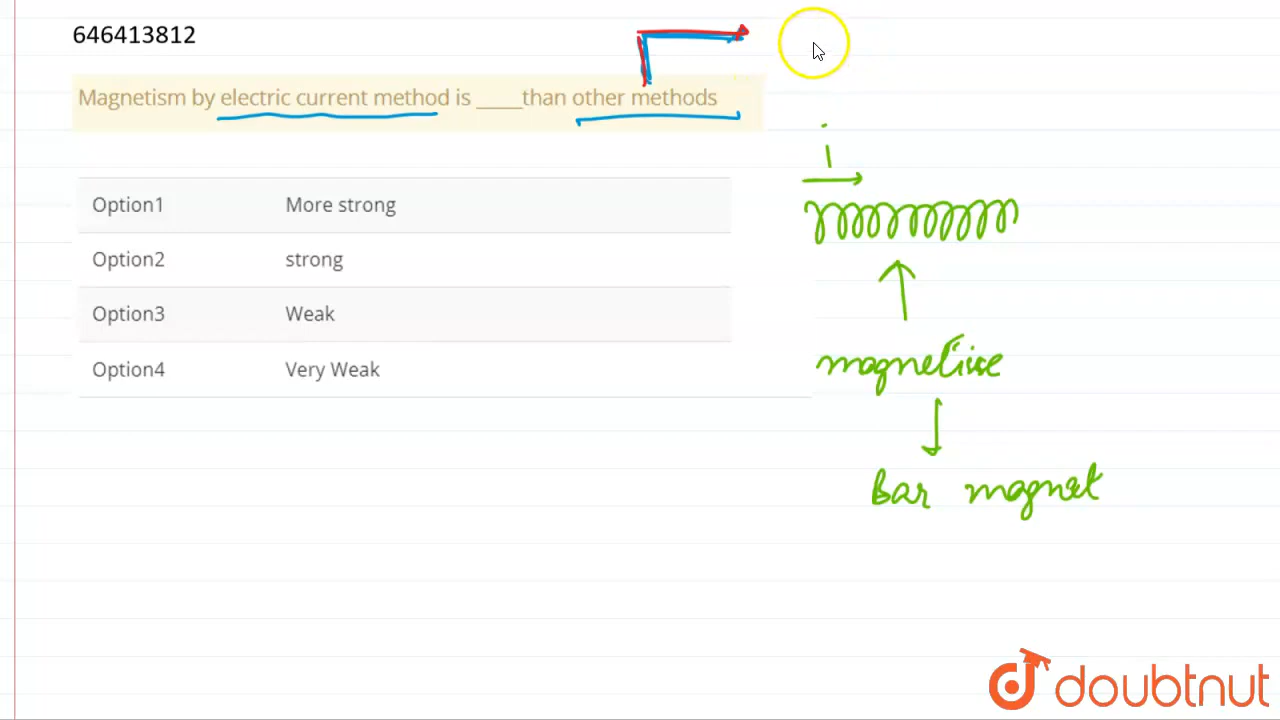 646413812
Magnetism by electric current method is _____than other methods
Option1 More strong
Option2 strong
Option3 Weak
Option4 Very Weak
i
magnetise
Bar magnet
doubtnut